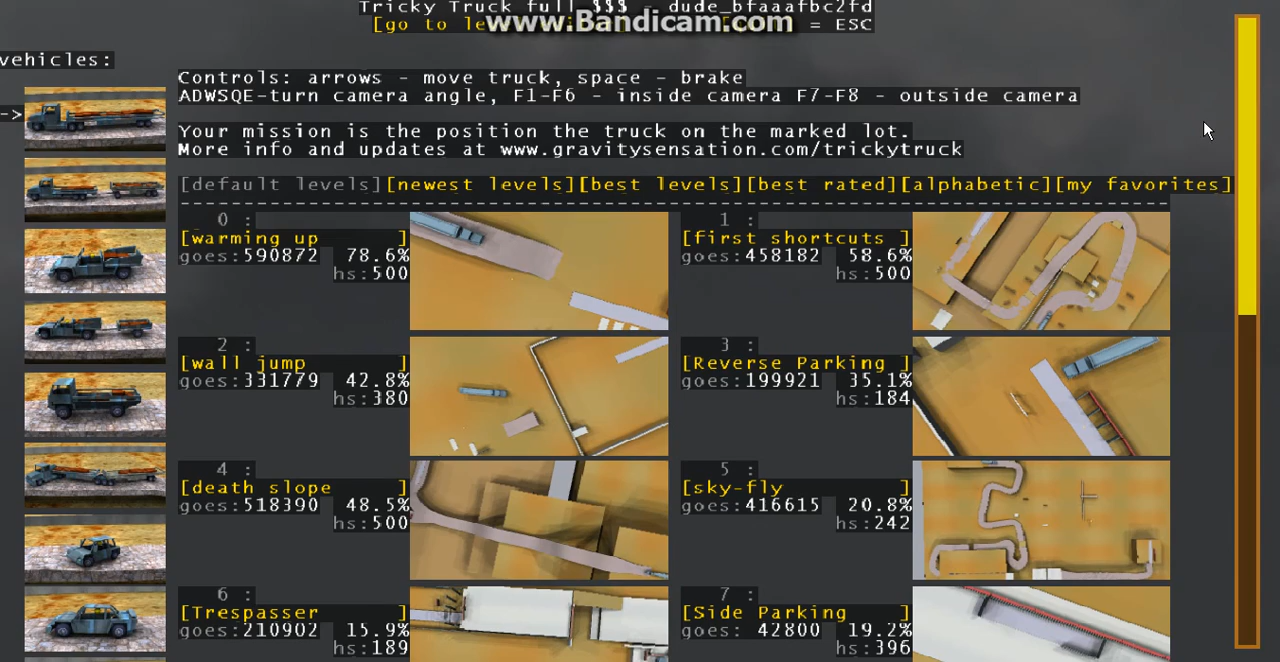 Tricky Truck full $$$ - dude_bfaaafbc2fd
www.Bandicam.com
[go to le = ESC
vehicles:
Controls: arrows - move truck, space - brake
->
ADWSQE-turn camera angle, F1-F6 - inside camera F7-F8 - outside camera
Your mission is the position the truck on the marked lot.
More info and updates at www.gravitysensation.com/trickytruck
[default levels][newest levels][best levels][best rated][alphabetic][my favorites]
0 :
[warming up ]
goes:590872 78.6%
hs:500
1 :
[first shortcuts ]
goes:458182 58.6%
hs:500
2 :
[wall jump ]
goes:331779 42.8%
hs:380
3 :
[Reverse Parking ]
goes:199921 35.1%
hs:184
4 :
[death slope ]
goes:518390 48.5%
hs:500
5 :
[sky-fly ]
goes:416615 20.8%
hs:242
6 :
[Trespasser ]
goes:210902 15.9%
hs:189
7 :
[Side Parking ]
goes: 42800 19.2%
hs:396